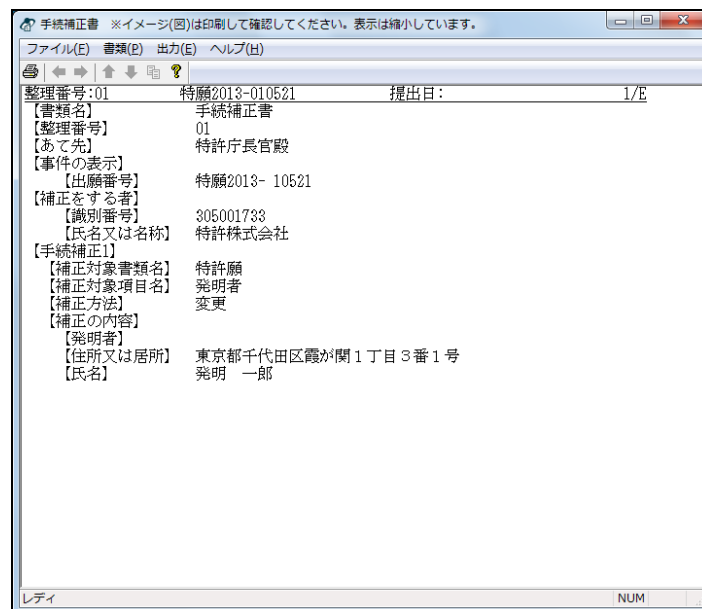 手続補正書　※イメージ(図)は印刷して確認してください。表示は縮小しています。
ファイル(F) 書類(P) 出力(E) ヘルプ(H)
整理番号:01 特願2013-010521 提出日: 1/E
【書類名】 手続補正書
【整理番号】 01
【あて先】 特許庁長官殿
【事件の表示】
【出願番号】 特願2013- 10521
【補正をする者】
【識別番号】 305001733
【氏名又は名称】 特許株式会社
【手続補正1】
【補正対象書類名】 特許願
【補正対象項目名】 発明者
【補正方法】 変更
【補正の内容】
【発明者】
【住所又は居所】 東京都千代田区霞が関１丁目３番１号
【氏名】 発明　一郎
レディ NUM